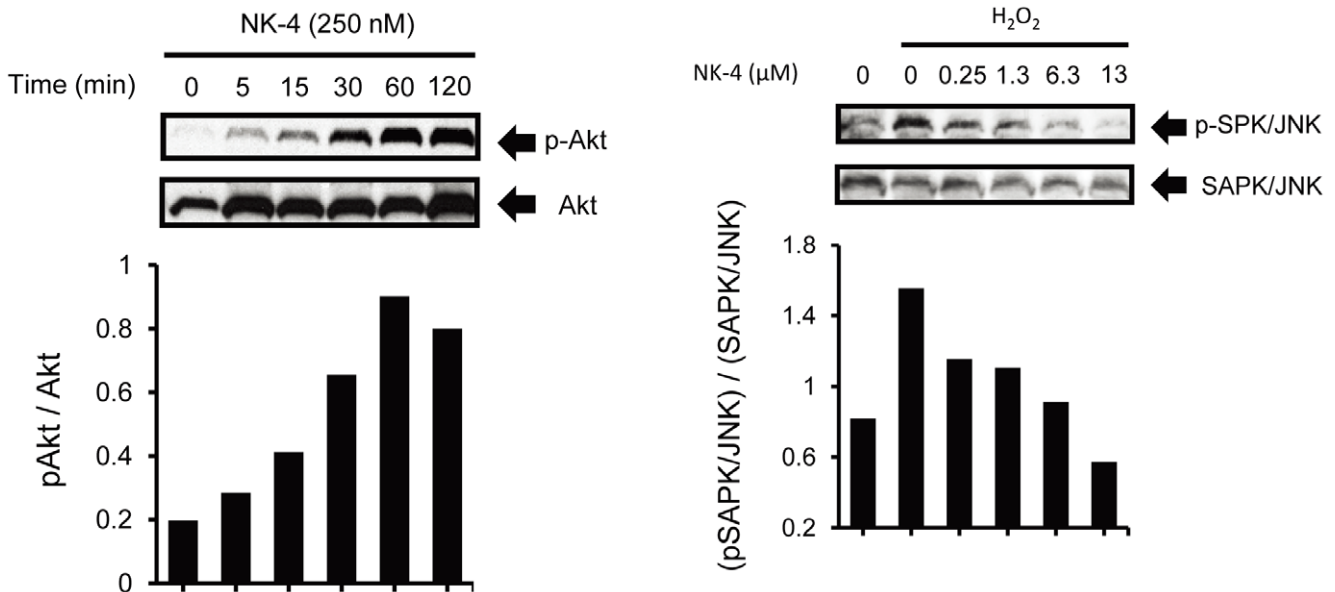 NK-4 (250 nM)
Time (min) 0 5 15 30 60 120
p-Akt
Akt
pAkt / Akt
1
0.8
0.6
0.4
0.2
0
H₂O₂
NK-4 (μM) 0 0 0.25 1.3 6.3 13
p-SPK/JNK
SAPK/JNK
(pSAPK/JNK) / (SAPK/JNK)
1.8
1.4
1
0.6
0.2